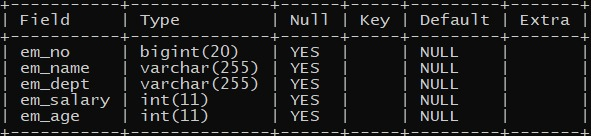 +-----------+--------------+------+-----+---------+-------+
| Field     | Type         | Null | Key | Default | Extra |
+-----------+--------------+------+-----+---------+-------+
| em_no     | bigint(20)   | YES  |     | NULL    |       |
| em_name   | varchar(255) | YES  |     | NULL    |       |
| em_dept   | varchar(255) | YES  |     | NULL    |       |
| em_salary | int(11)      | YES  |     | NULL    |       |
| em_age    | int(11)      | YES  |     | NULL    |       |
+-----------+--------------+------+-----+---------+-------+